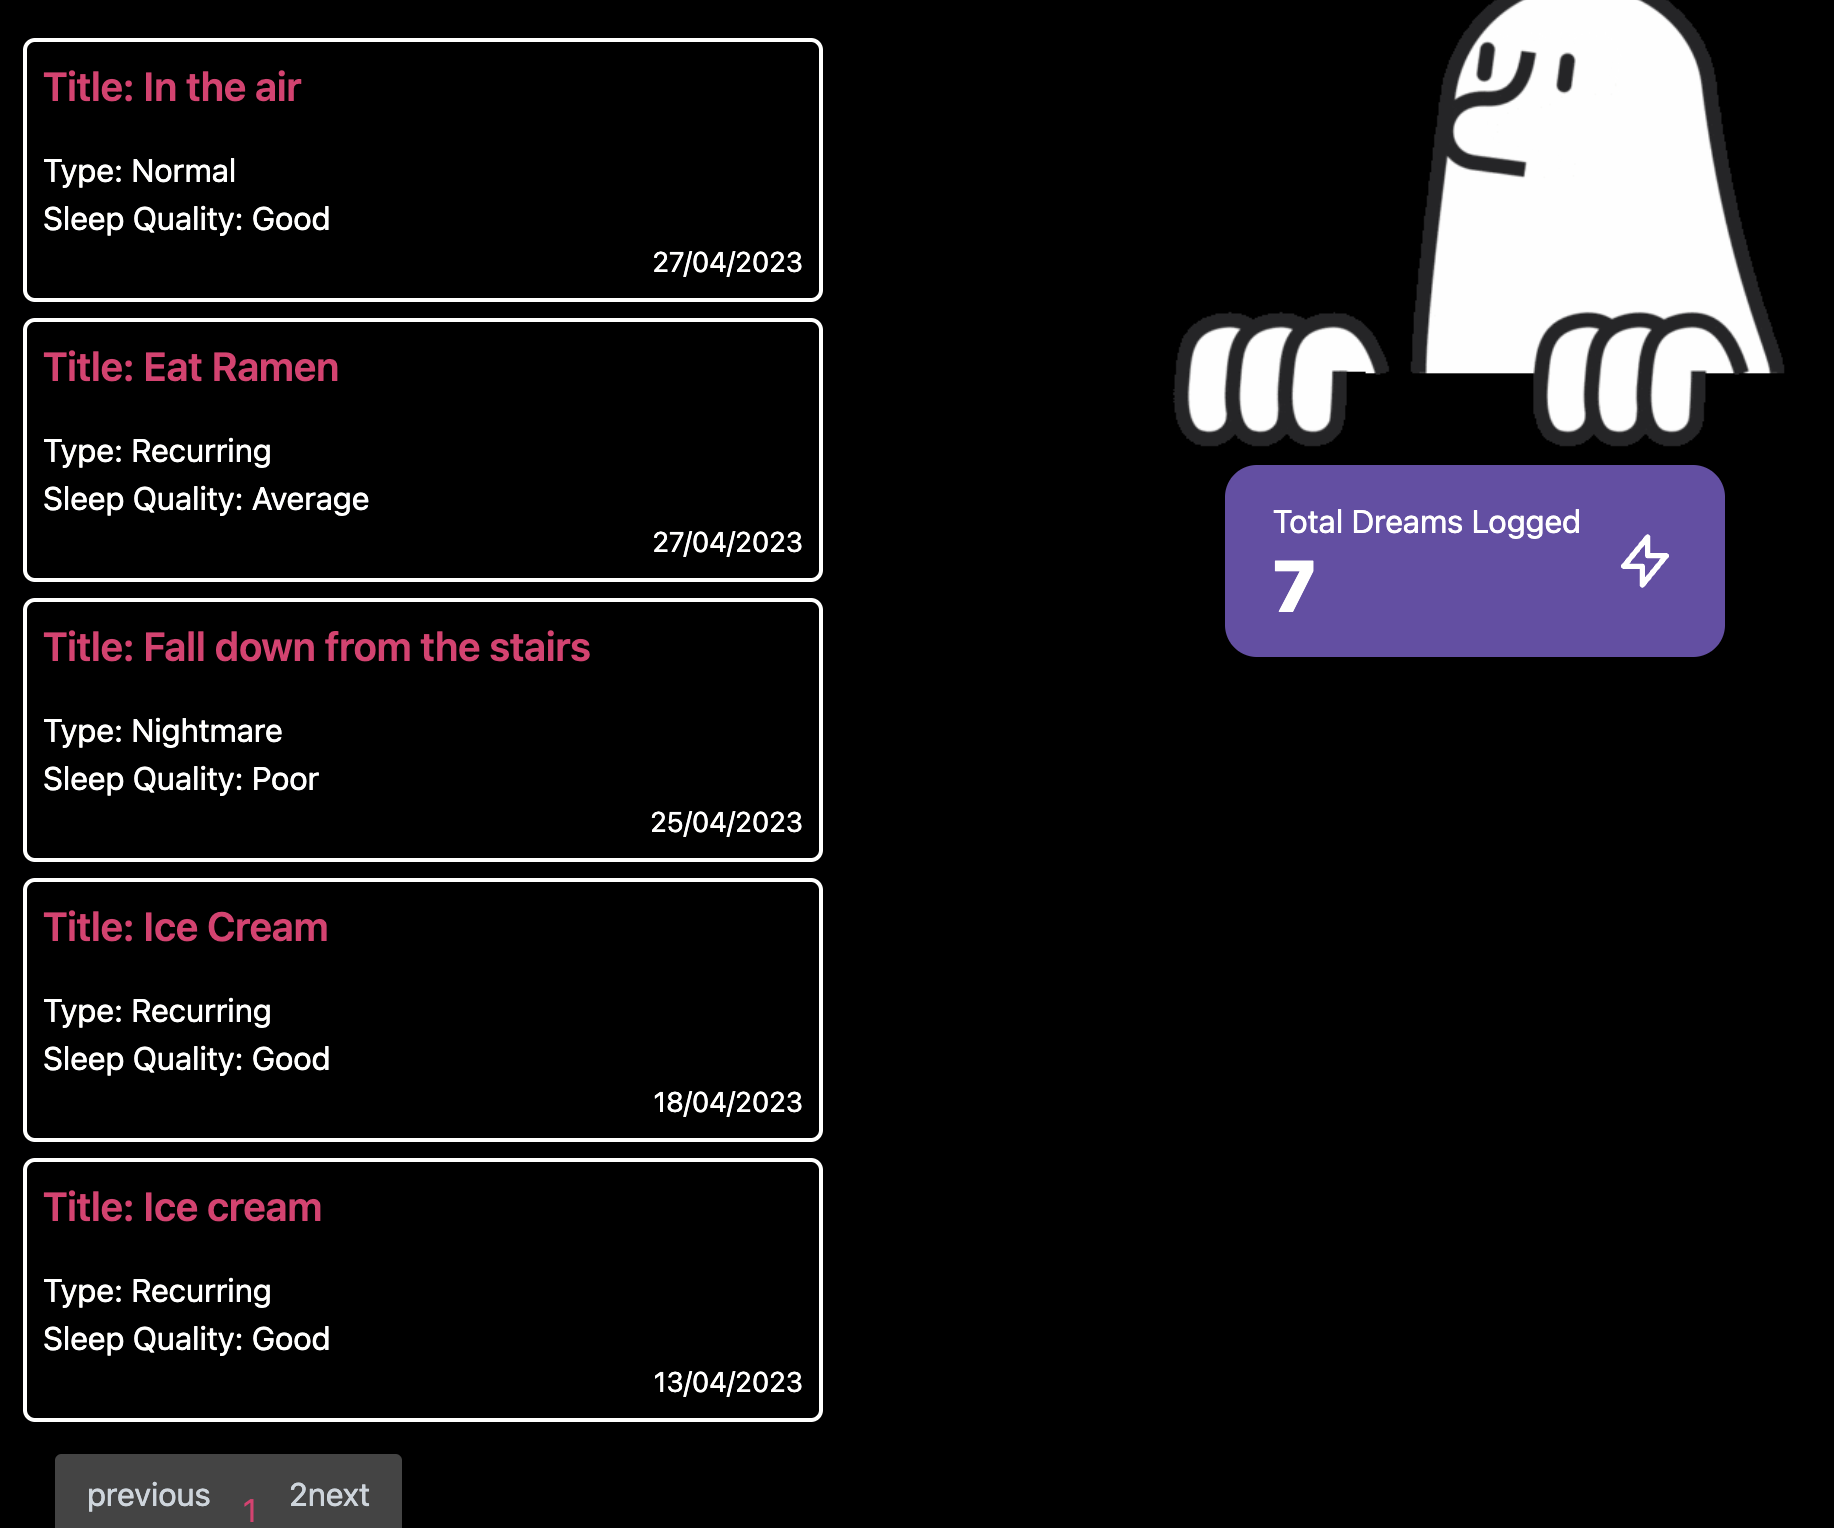 Title: In the air
Type: Normal
Sleep Quality: Good
27/04/2023
Title: Eat Ramen
Type: Recurring
Sleep Quality: Average
27/04/2023
Title: Fall down from the stairs
Type: Nightmare
Sleep Quality: Poor
25/04/2023
Title: Ice Cream
Type: Recurring
Sleep Quality: Good
18/04/2023
Title: Ice cream
Type: Recurring
Sleep Quality: Good
13/04/2023
previous 1 2next
Total Dreams Logged
7